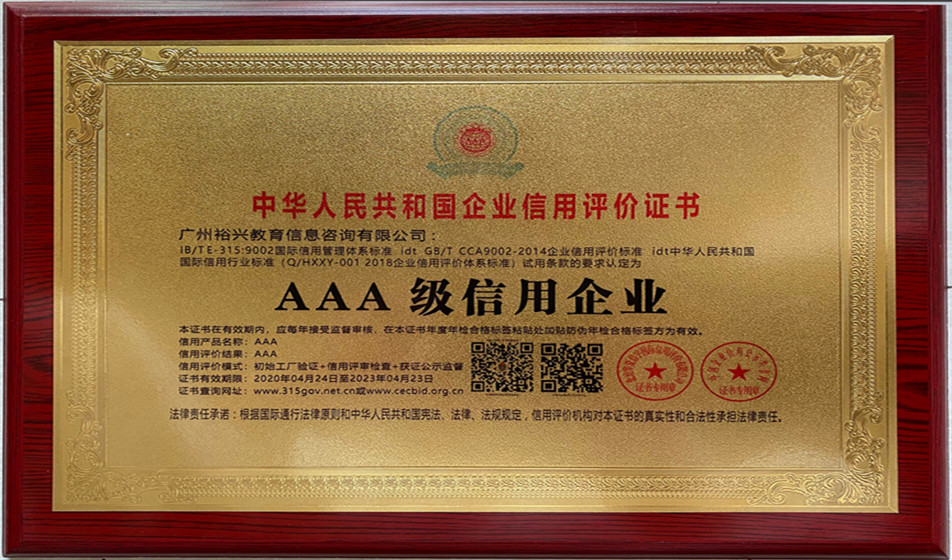 中华人民共和国企业信用评价证书
广州裕兴教育信息咨询有限公司：
IB/TE-315:9002国际信用管理体系标准 idt GB/T CCA9002-2014企业信用评价标准 idt中华人民共和国
国际信用行业标准（Q/HXXY-001 2018企业信用评价体系标准）试用条款的要求认定为
AAA 级信用企业
本证书在有效期内，应每年接受监督审核，在本证书年度年检合格标签粘贴处加贴防伪年检合格标签方为有效。
信用产品名称：AAA
信用评价结果：AAA
信用评价模式：初始工厂验证+信用评审检查+获证公示监督
证书有效期限：2020年04月24日至2023年04月23日
证书查询网址：www.315gov.net.cn或www.cecbid.org.cn
证书专用章
证书专用章
法律责任承诺：根据国际通行法律原则和中华人民共和国宪法、法律、法规规定，信用评价机构对本证书的真实性和合法性承担法律责任。